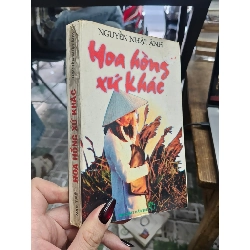 NGUYỄN NHẬT ÁNH
Hoa hồng
xứ khác
HOA HỒNG XỨ KHÁC